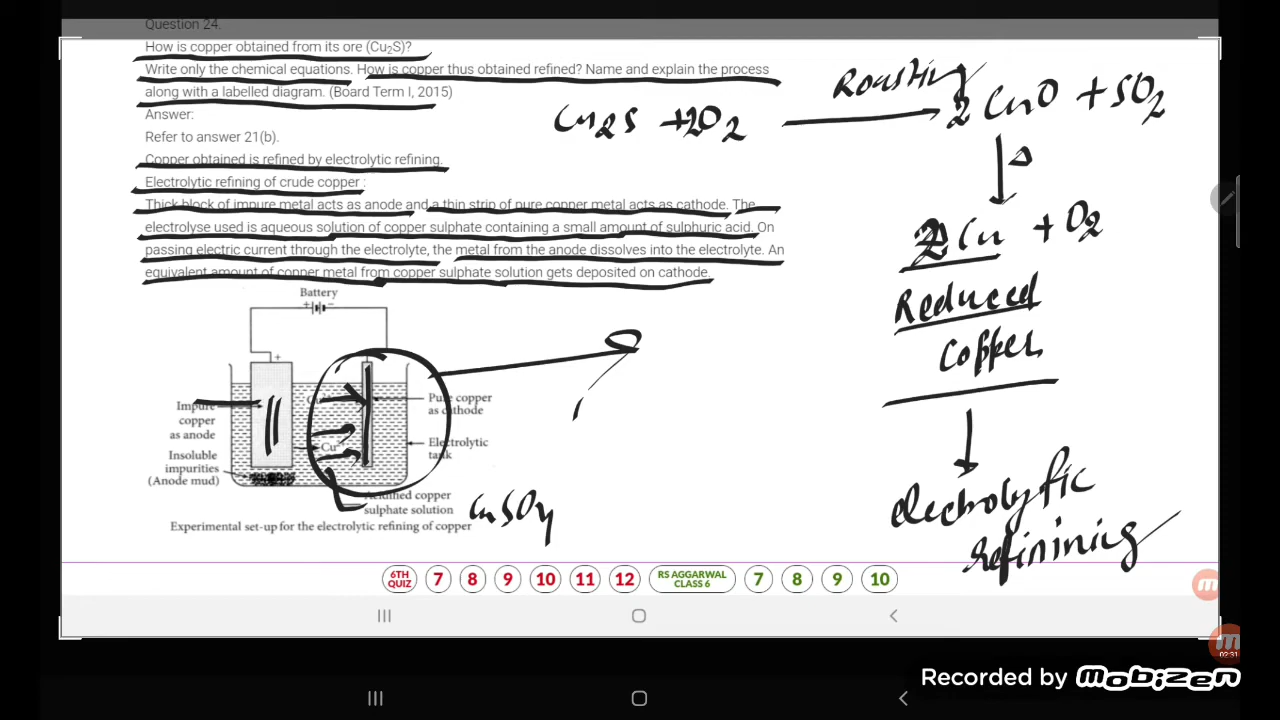 Question 24.
How is copper obtained from its ore (Cu₂S)?
Write only the chemical equations. How is copper thus obtained refined? Name and explain the process
along with a labelled diagram. (Board Term I, 2015)
Answer:
Refer to answer 21(b).
Copper obtained is refined by electrolytic refining.
Electrolytic refining of crude copper :
Thick block of impure metal acts as anode and a thin strip of pure copper metal acts as cathode. The
electrolyse used is aqueous solution of copper sulphate containing a small amount of sulphuric acid. On
passing electric current through the electrolyte, the metal from the anode dissolves into the electrolyte. An
equivalent amount of copper metal from copper sulphate solution gets deposited on cathode.
Roasting
Cu₂S + 2O₂ → 2CuO + SO₂
Δ
2Cu + O₂
Reduced
Copper
Electrolytic
Refinining
Battery
+ −
+
Impure
copper
as anode
Insoluble
impurities
(Anode mud)
Cu²⁺
Pure copper
as cathode
Electrolytic
tank
Acidified copper
sulphate solution
CuSO₄
Experimental set-up for the electrolytic refining of copper
6TH QUIZ 7 8 9 10 11 12 RS AGGARWAL CLASS 6 7 8 9 10
02:31
Recorded by mobizen